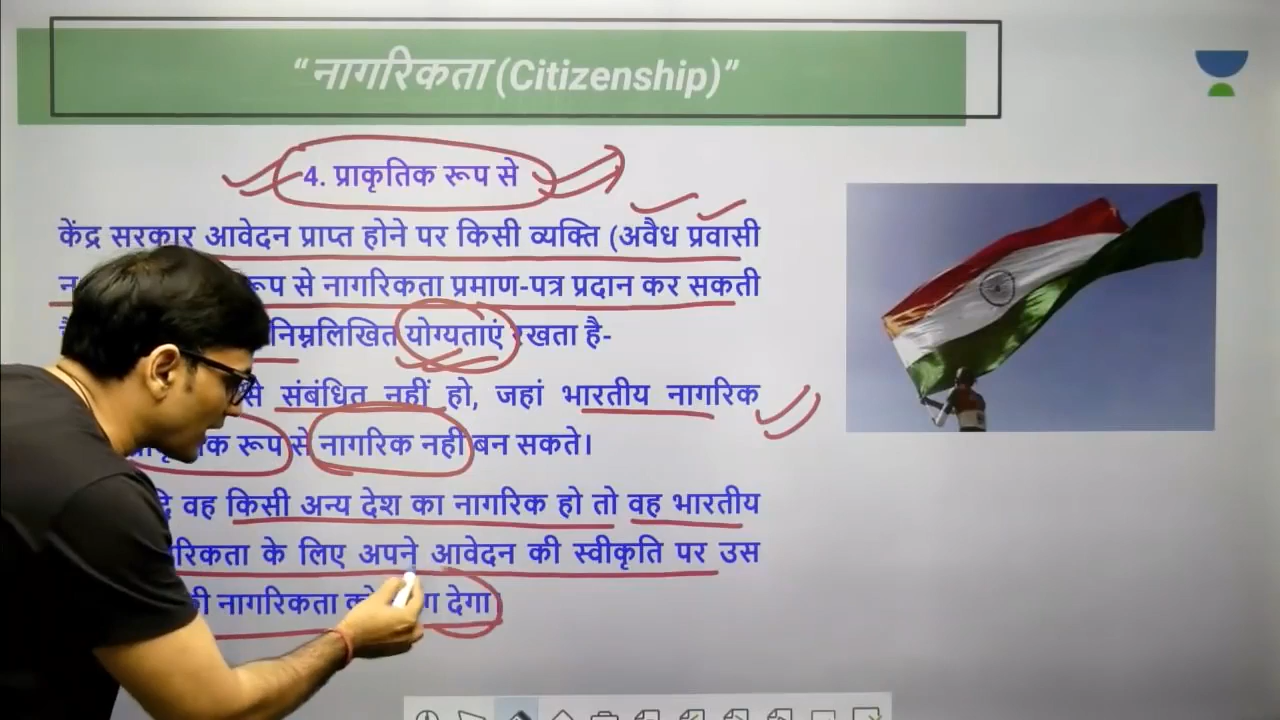 “नागरिकता (Citizenship)”
4. प्राकृतिक रूप से
केंद्र सरकार आवेदन प्राप्त होने पर किसी व्यक्ति (अवैध प्रवासी
से नागरिकता प्रमाण-पत्र प्रदान कर सकती
निम्नलिखित योग्यताएं रखता है-
से संबंधित नहीं हो, जहां भारतीय नागरिक
रूप से नागरिक नही बन सकते।
वह किसी अन्य देश का नागरिक हो तो वह भारतीय
के लिए अपने आवेदन की स्वीकृति पर उस
नागरिकता देगा